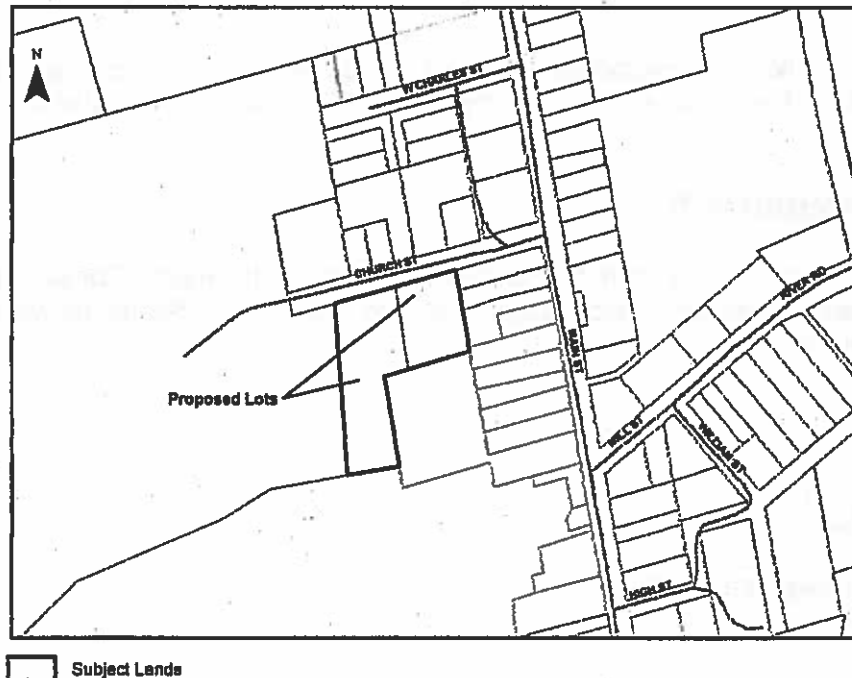 N
W CHARLES ST
CHURCH ST
MAIN ST
RIVER RD
Proposed Lots
MILL ST
WILLIAM ST
HIGH ST
Subject Lands